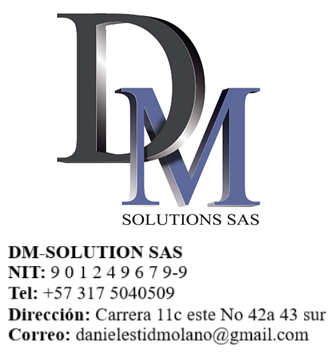 DM
SOLUTIONS SAS
DM-SOLUTION SAS
NIT: 9 0 1 2 4 9 6 7 9-9
Tel: +57 317 5040509
Dirección: Carrera 11c este No 42a 43 sur
Correo: danielestidmolano@gmail.com